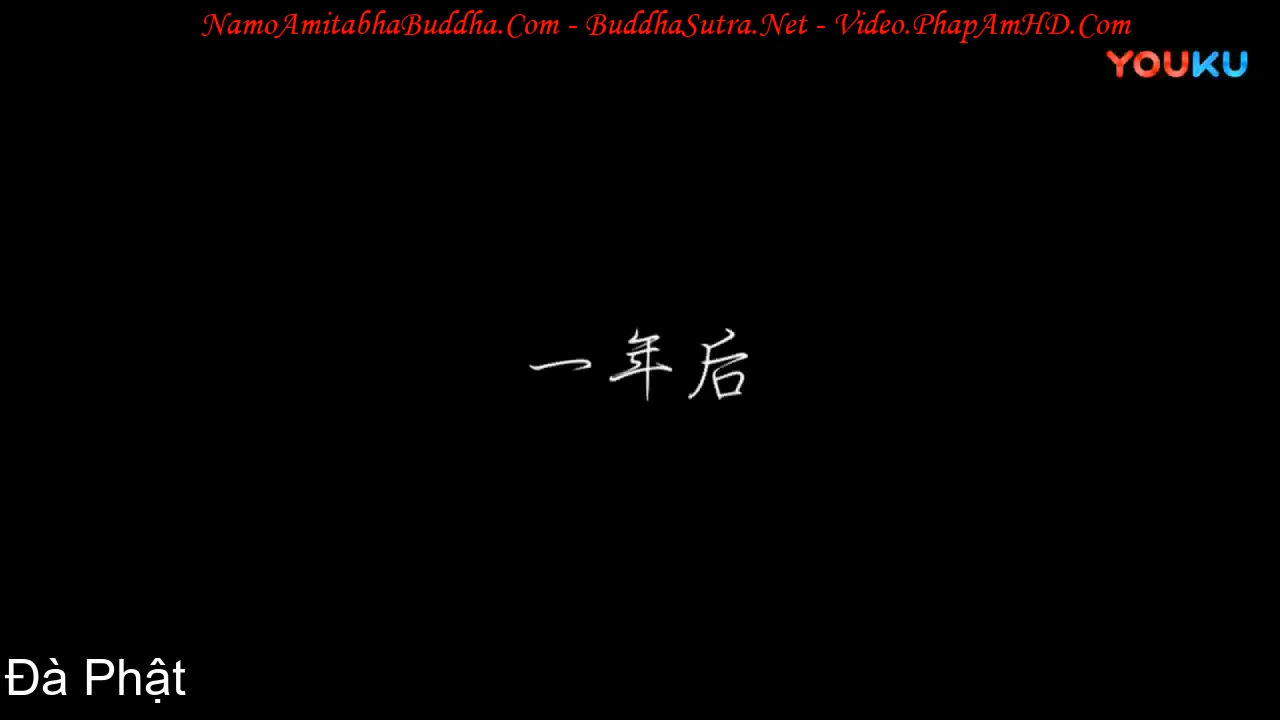 NamoAmitabhaBuddha.Com - BuddhaSutra.Net - Video.PhapAmHD.Com
YOUKU
一年后
Đà Phật